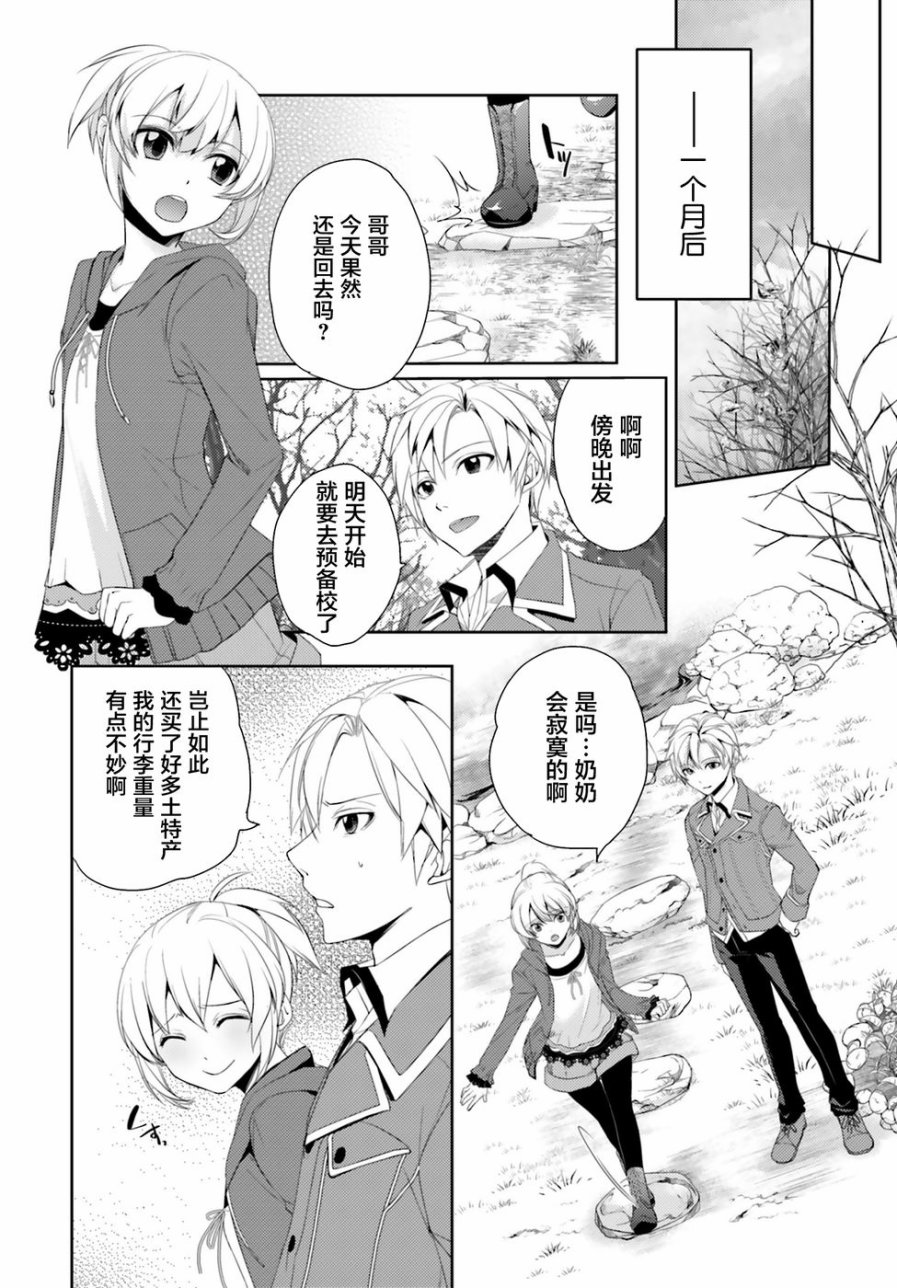 ——一个月后
哥哥
今天果然
还是回去吗?
ドッ
啊啊
傍晚出发
明天开始
就要去预备校了
是吗…奶奶
会寂寞的啊
岂止如此
还买了好多土特产
我的行李重量
有点不妙啊
くすっ